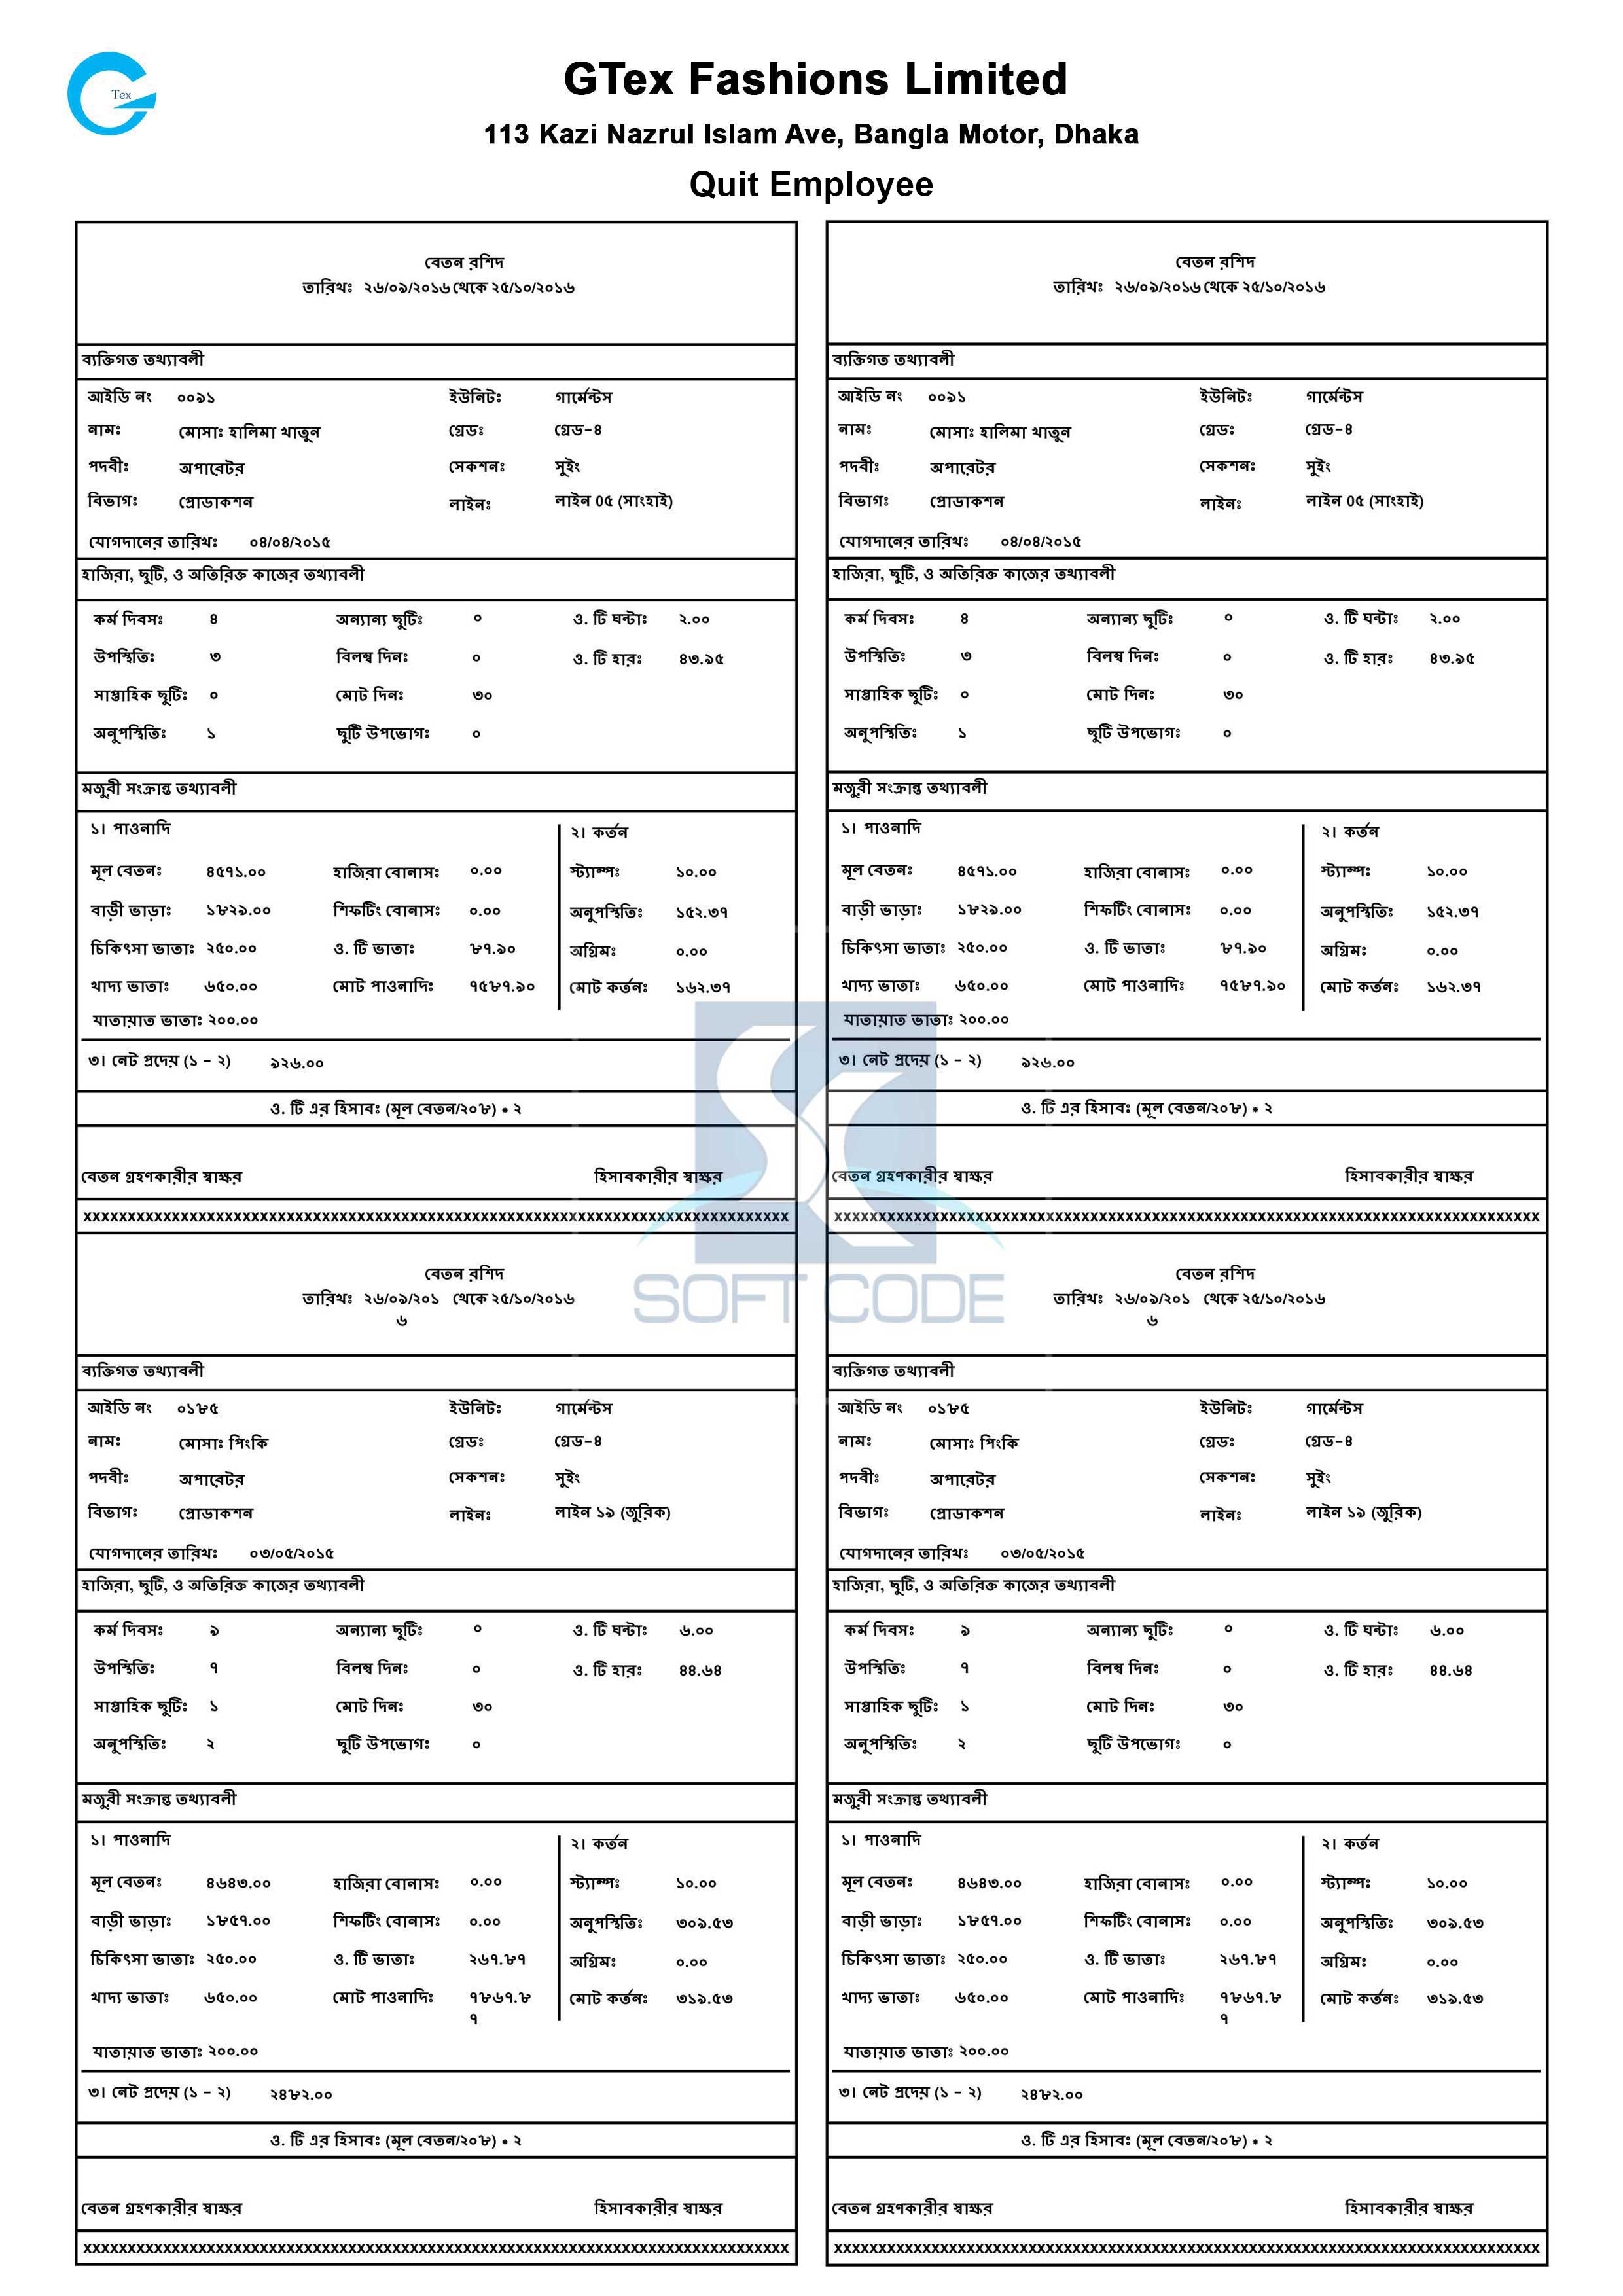 Tex
GTex Fashions Limited
113 Kazi Nazrul Islam Ave, Bangla Motor, Dhaka
Quit Employee
বেতন রশিদ
তারিখঃ ২৬/০৯/২০১৬ থেকে ২৫/১০/২০১৬
ব্যক্তিগত তথ্যাবলী
আইডি নং ০০৯১ ইউনিটঃ গার্মেন্টস
নামঃ মোসাঃ হালিমা খাতুন গ্রেডঃ গ্রেড-৪
পদবীঃ অপারেটর সেকশনঃ সুইং
বিভাগঃ প্রোডাকশন লাইনঃ লাইন 0৫ (সাংহাই)
যোগদানের তারিখঃ ০৪/০৪/২০১৫
হাজিরা, ছুটি, ও অতিরিক্ত কাজের তথ্যাবলী
কর্ম দিবসঃ ৪ অন্যান্য ছুটিঃ ০ ও. টি ঘন্টাঃ ২.০০
উপস্থিতিঃ ৩ বিলম্ব দিনঃ ০ ও. টি হারঃ ৪৩.৯৫
সাপ্তাহিক ছুটিঃ ০ মোট দিনঃ ৩০
অনুপস্থিতিঃ ১ ছুটি উপভোগঃ ০
মজুরী সংক্রান্ত তথ্যাবলী
১। পাওনাদি ২। কর্তন
মূল বেতনঃ ৪৫৭১.০০ হাজিরা বোনাসঃ ০.০০ স্ট্যাম্পঃ ১০.০০
বাড়ী ভাড়াঃ ১৮২৯.০০ শিফটিং বোনাসঃ ০.০০ অনুপস্থিতিঃ ১৫২.৩৭
চিকিৎসা ভাতাঃ ২৫০.০০ ও. টি ভাতাঃ ৮৭.৯০ অগ্রিমঃ ০.০০
খাদ্য ভাতাঃ ৬৫০.০০ মোট পাওনাদিঃ ৭৫৮৭.৯০ মোট কর্তনঃ ১৬২.৩৭
যাতায়াত ভাতাঃ ২০০.০০
৩। নেট প্রদেয় (১ - ২) ৯২৬.০০
ও. টি এর হিসাবঃ (মূল বেতন/২০৮) * ২
বেতন গ্রহণকারীর স্বাক্ষর হিসাবকারীর স্বাক্ষর
xxxxxxxxxxxxxxxxxxxxxxxxxxxxxxxxxxxxxxxxxxxxxxxxxxxxxxxxxxxxxxxxxxxxxxxxxxxxxxxx
বেতন রশিদ
তারিখঃ ২৬/০৯/২০১৬ থেকে ২৫/১০/২০১৬
ব্যক্তিগত তথ্যাবলী
আইডি নং ০০৯১ ইউনিটঃ গার্মেন্টস
নামঃ মোসাঃ হালিমা খাতুন গ্রেডঃ গ্রেড-৪
পদবীঃ অপারেটর সেকশনঃ সুইং
বিভাগঃ প্রোডাকশন লাইনঃ লাইন 0৫ (সাংহাই)
যোগদানের তারিখঃ ০৪/০৪/২০১৫
হাজিরা, ছুটি, ও অতিরিক্ত কাজের তথ্যাবলী
কর্ম দিবসঃ ৪ অন্যান্য ছুটিঃ ০ ও. টি ঘন্টাঃ ২.০০
উপস্থিতিঃ ৩ বিলম্ব দিনঃ ০ ও. টি হারঃ ৪৩.৯৫
সাপ্তাহিক ছুটিঃ ০ মোট দিনঃ ৩০
অনুপস্থিতিঃ ১ ছুটি উপভোগঃ ০
মজুরী সংক্রান্ত তথ্যাবলী
১। পাওনাদি ২। কর্তন
মূল বেতনঃ ৪৫৭১.০০ হাজিরা বোনাসঃ ০.০০ স্ট্যাম্পঃ ১০.০০
বাড়ী ভাড়াঃ ১৮২৯.০০ শিফটিং বোনাসঃ ০.০০ অনুপস্থিতিঃ ১৫২.৩৭
চিকিৎসা ভাতাঃ ২৫০.০০ ও. টি ভাতাঃ ৮৭.৯০ অগ্রিমঃ ০.০০
খাদ্য ভাতাঃ ৬৫০.০০ মোট পাওনাদিঃ ৭৫৮৭.৯০ মোট কর্তনঃ ১৬২.৩৭
যাতায়াত ভাতাঃ ২০০.০০
৩। নেট প্রদেয় (১ - ২) ৯২৬.০০
ও. টি এর হিসাবঃ (মূল বেতন/২০৮) * ২
বেতন গ্রহণকারীর স্বাক্ষর হিসাবকারীর স্বাক্ষর
xxxxxxxxxxxxxxxxxxxxxxxxxxxxxxxxxxxxxxxxxxxxxxxxxxxxxxxxxxxxxxxxxxxxxxxxxxxxxxxx
SOFT CODE
বেতন রশিদ
তারিখঃ ২৬/০৯/২০১ থেকে ২৫/১০/২০১৬
৬
ব্যক্তিগত তথ্যাবলী
আইডি নং ০১৮৫ ইউনিটঃ গার্মেন্টস
নামঃ মোসাঃ পিংকি গ্রেডঃ গ্রেড-৪
পদবীঃ অপারেটর সেকশনঃ সুইং
বিভাগঃ প্রোডাকশন লাইনঃ লাইন ১৯ (জুরিক)
যোগদানের তারিখঃ ০৩/০৫/২০১৫
হাজিরা, ছুটি, ও অতিরিক্ত কাজের তথ্যাবলী
কর্ম দিবসঃ ৯ অন্যান্য ছুটিঃ ০ ও. টি ঘন্টাঃ ৬.০০
উপস্থিতিঃ ৭ বিলম্ব দিনঃ ০ ও. টি হারঃ ৪৪.৬৪
সাপ্তাহিক ছুটিঃ ১ মোট দিনঃ ৩০
অনুপস্থিতিঃ ২ ছুটি উপভোগঃ ০
মজুরী সংক্রান্ত তথ্যাবলী
১। পাওনাদি ২। কর্তন
মূল বেতনঃ ৪৬৪৩.০০ হাজিরা বোনাসঃ ০.০০ স্ট্যাম্পঃ ১০.০০
বাড়ী ভাড়াঃ ১৮৫৭.০০ শিফটিং বোনাসঃ ০.০০ অনুপস্থিতিঃ ৩০৯.৫৩
চিকিৎসা ভাতাঃ ২৫০.০০ ও. টি ভাতাঃ ২৬৭.৮৭ অগ্রিমঃ ০.০০
খাদ্য ভাতাঃ ৬৫০.০০ মোট পাওনাদিঃ ৭৮৬৭.৮ মোট কর্তনঃ ৩১৯.৫৩
৭
যাতায়াত ভাতাঃ ২০০.০০
৩। নেট প্রদেয় (১ - ২) ২৪৮২.০০
ও. টি এর হিসাবঃ (মূল বেতন/২০৮) * ২
বেতন গ্রহণকারীর স্বাক্ষর হিসাবকারীর স্বাক্ষর
xxxxxxxxxxxxxxxxxxxxxxxxxxxxxxxxxxxxxxxxxxxxxxxxxxxxxxxxxxxxxxxxxxxxxxxxxxxxxxxx
বেতন রশিদ
তারিখঃ ২৬/০৯/২০১ থেকে ২৫/১০/২০১৬
৬
ব্যক্তিগত তথ্যাবলী
আইডি নং ০১৮৫ ইউনিটঃ গার্মেন্টস
নামঃ মোসাঃ পিংকি গ্রেডঃ গ্রেড-৪
পদবীঃ অপারেটর সেকশনঃ সুইং
বিভাগঃ প্রোডাকশন লাইনঃ লাইন ১৯ (জুরিক)
যোগদানের তারিখঃ ০৩/০৫/২০১৫
হাজিরা, ছুটি, ও অতিরিক্ত কাজের তথ্যাবলী
কর্ম দিবসঃ ৯ অন্যান্য ছুটিঃ ০ ও. টি ঘন্টাঃ ৬.০০
উপস্থিতিঃ ৭ বিলম্ব দিনঃ ০ ও. টি হারঃ ৪৪.৬৪
সাপ্তাহিক ছুটিঃ ১ মোট দিনঃ ৩০
অনুপস্থিতিঃ ২ ছুটি উপভোগঃ ০
মজুরী সংক্রান্ত তথ্যাবলী
১। পাওনাদি ২। কর্তন
মূল বেতনঃ ৪৬৪৩.০০ হাজিরা বোনাসঃ ০.০০ স্ট্যাম্পঃ ১০.০০
বাড়ী ভাড়াঃ ১৮৫৭.০০ শিফটিং বোনাসঃ ০.০০ অনুপস্থিতিঃ ৩০৯.৫৩
চিকিৎসা ভাতাঃ ২৫০.০০ ও. টি ভাতাঃ ২৬৭.৮৭ অগ্রিমঃ ০.০০
খাদ্য ভাতাঃ ৬৫০.০০ মোট পাওনাদিঃ ৭৮৬৭.৮ মোট কর্তনঃ ৩১৯.৫৩
৭
যাতায়াত ভাতাঃ ২০০.০০
৩। নেট প্রদেয় (১ - ২) ২৪৮২.০০
ও. টি এর হিসাবঃ (মূল বেতন/২০৮) * ২
বেতন গ্রহণকারীর স্বাক্ষর হিসাবকারীর স্বাক্ষর
xxxxxxxxxxxxxxxxxxxxxxxxxxxxxxxxxxxxxxxxxxxxxxxxxxxxxxxxxxxxxxxxxxxxxxxxxxxxxxxx